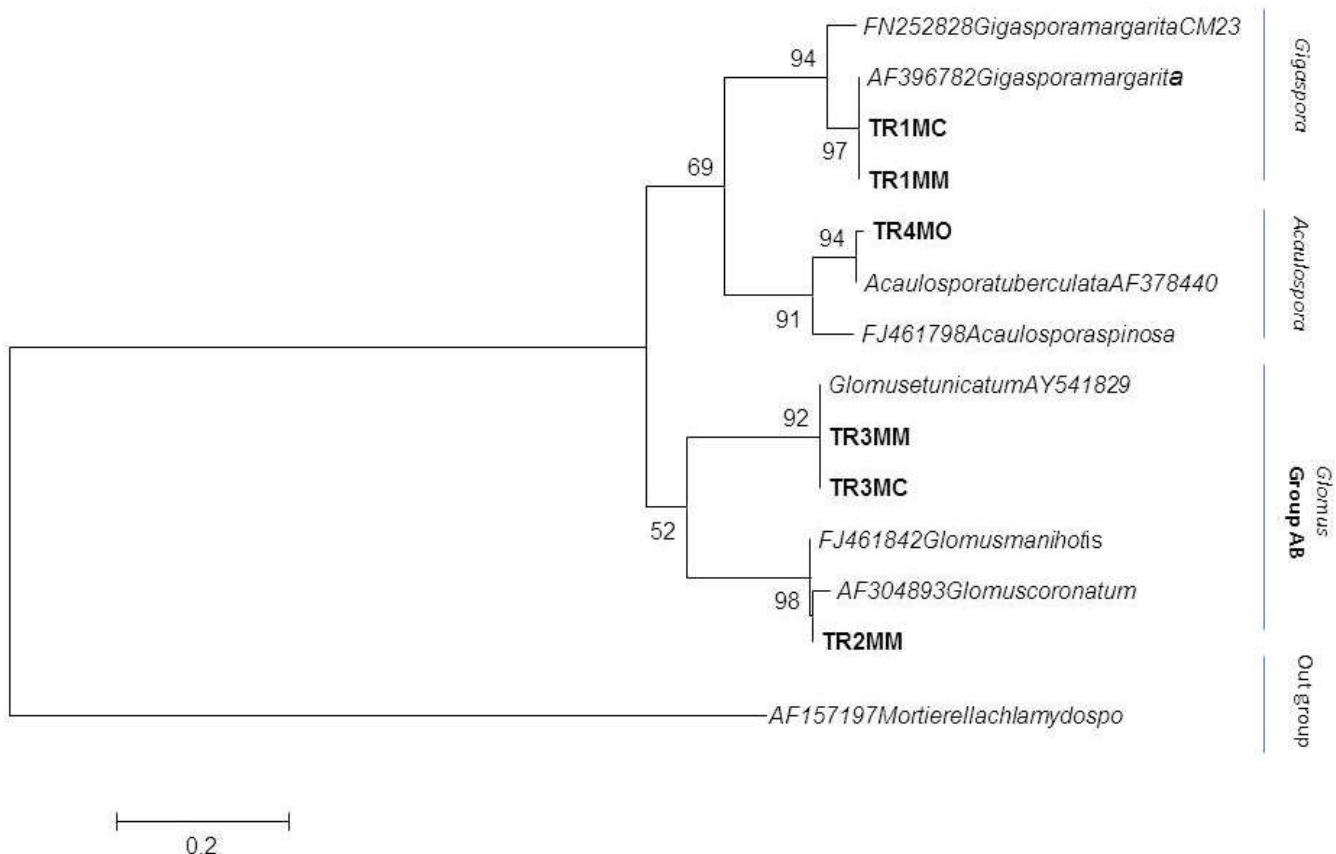 FN252828GigasporamargaritaCM23
94
AF396782Gigasporamargarita
TR1MC
97
TR1MM
69
TR4MO
94
AcaulosporatuberculataAF378440
91
FJ461798Acaulosporaspinosa
GlomusetunicatumAY541829
92
TR3MM
TR3MC
52
FJ461842Glomusmanihotis
AF304893Glomuscoronatum
98
TR2MM
AF157197Mortierellachlamydospo
0.2
Gigaspora
Acaulospora
Glomus
Group AB
Out group